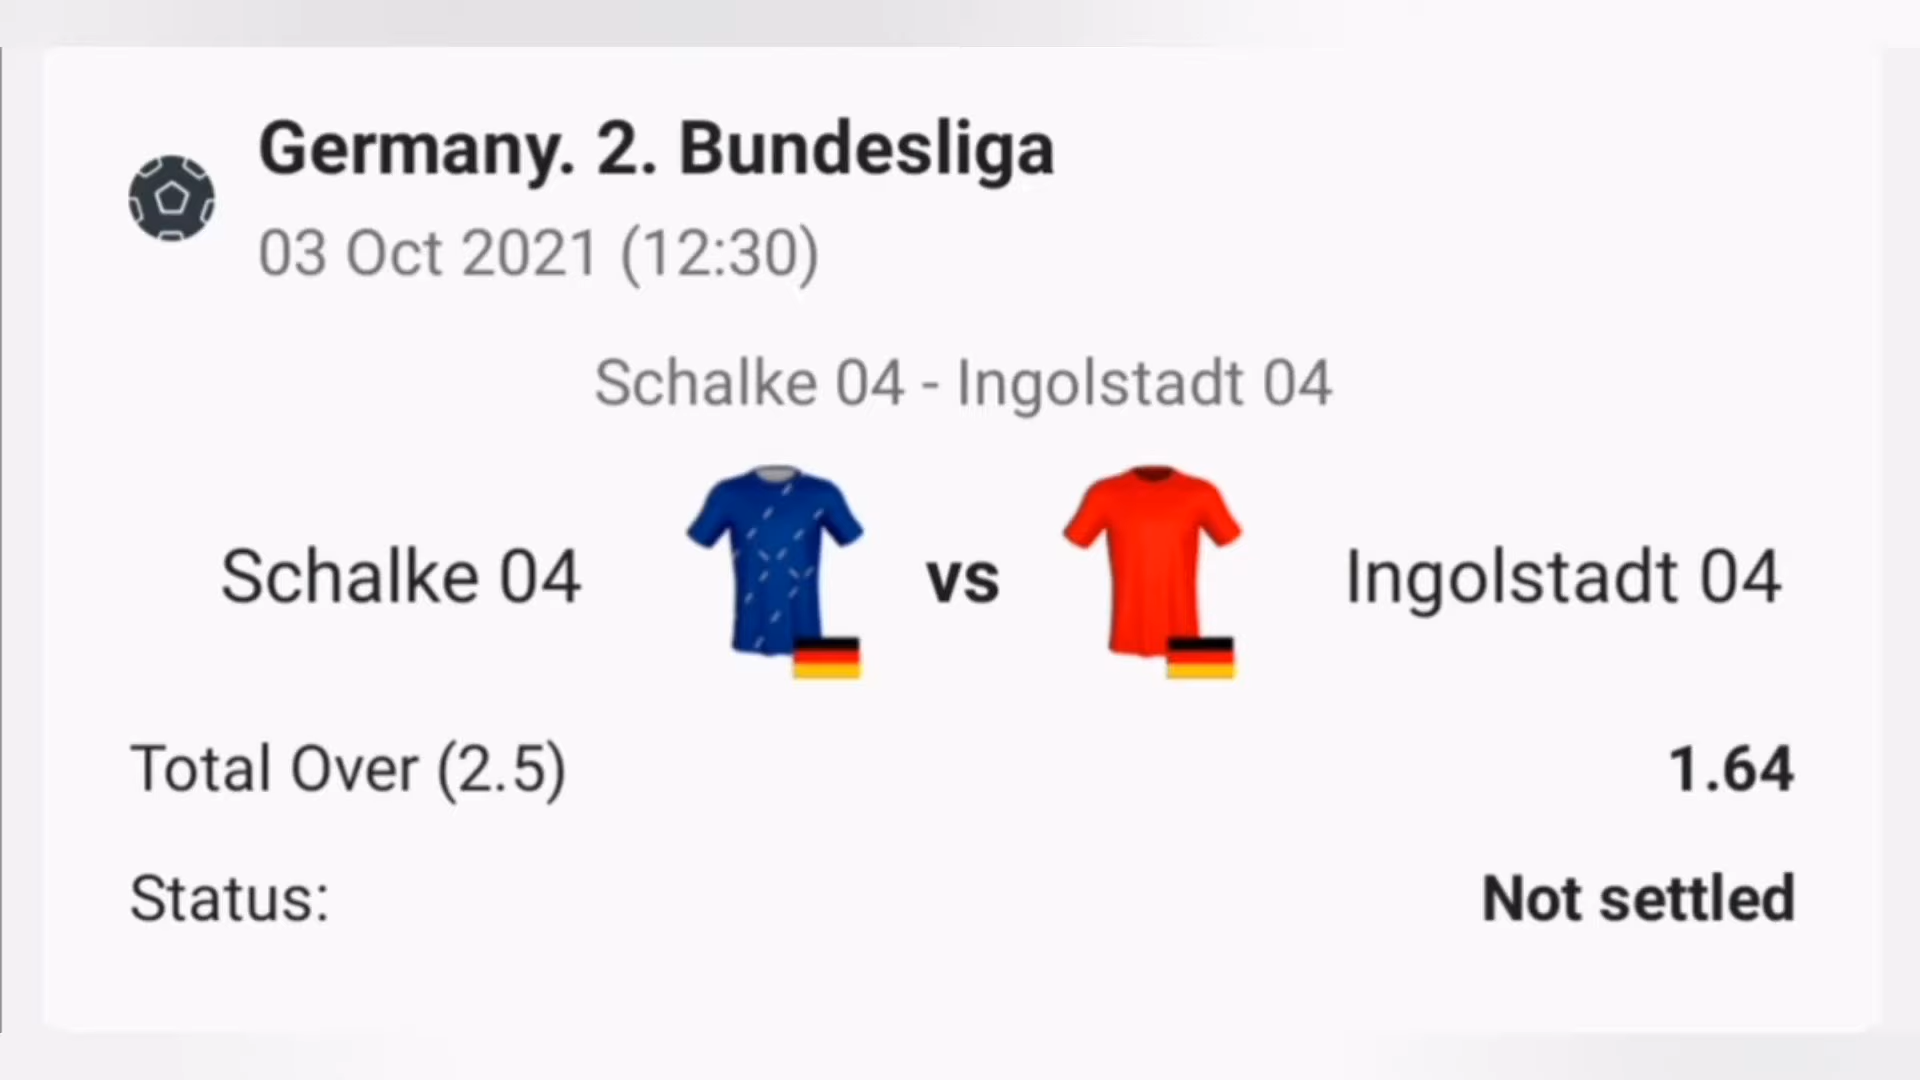 Germany. 2. Bundesliga
03 Oct 2021 (12:30)
Schalke 04 - Ingolstadt 04
Schalke 04 vs Ingolstadt 04
Total Over (2.5) 1.64
Status: Not settled